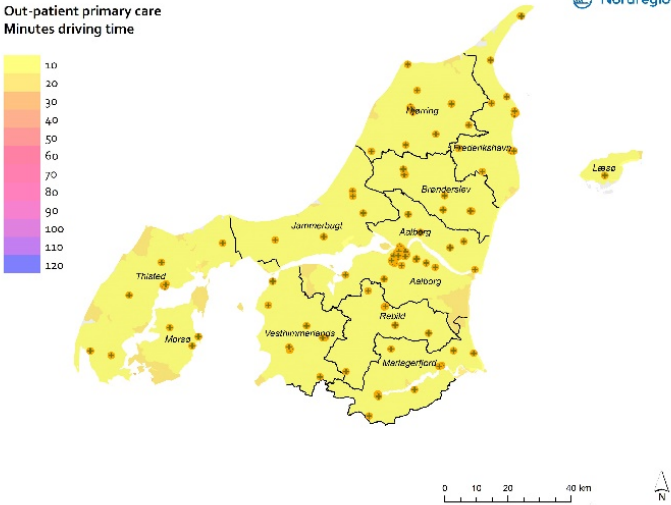 Out-patient primary care
Minutes driving time
Nordregio
10
20
30
40
50
60
70
80
90
100
110
120
Hjørring
Frederikshavn
Læsø
Brønderslev
Jammerbugt
Aalborg
Thisted
Aalborg
Rebild
Morsø
Vesthimmerlands
Mariagerfjord
0 10 20 40 km
N